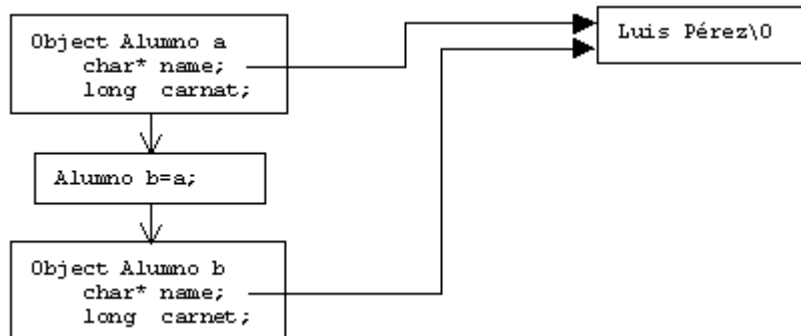 Object Alumno a
char* name;
long carnat;
Luis Pérez\0
Alumno b=a;
Object Alumno b
char* name;
long carnet;